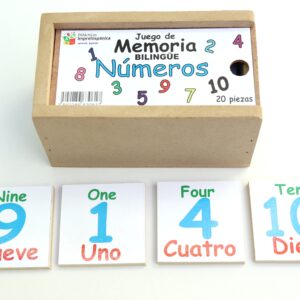 imprehispánica
Juego de
Memoria
BILINGÜE
Números
8 3 1 5 9 2 7 4 10
20 piezas
Nine
9
ueve
One
1
Uno
Four
4
Cuatro
Ten
10
Die